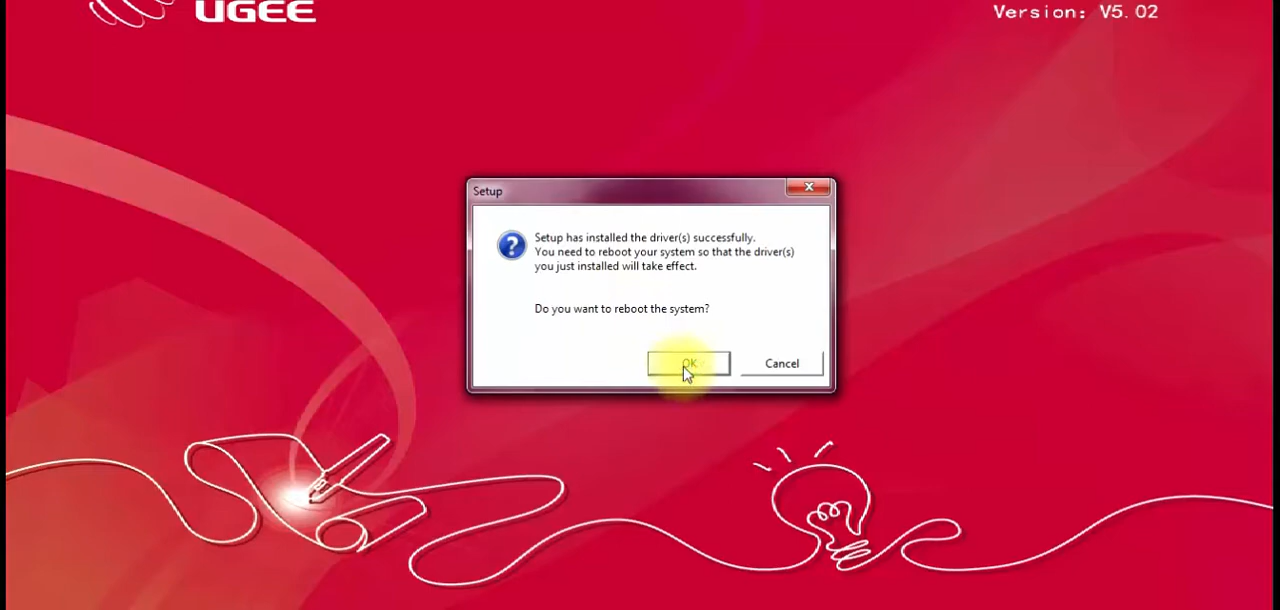 UGEE
Version: V5.02
Setup
Setup has installed the driver(s) successfully.
You need to reboot your system so that the driver(s)
you just installed will take effect.
Do you want to reboot the system?
OK
Cancel